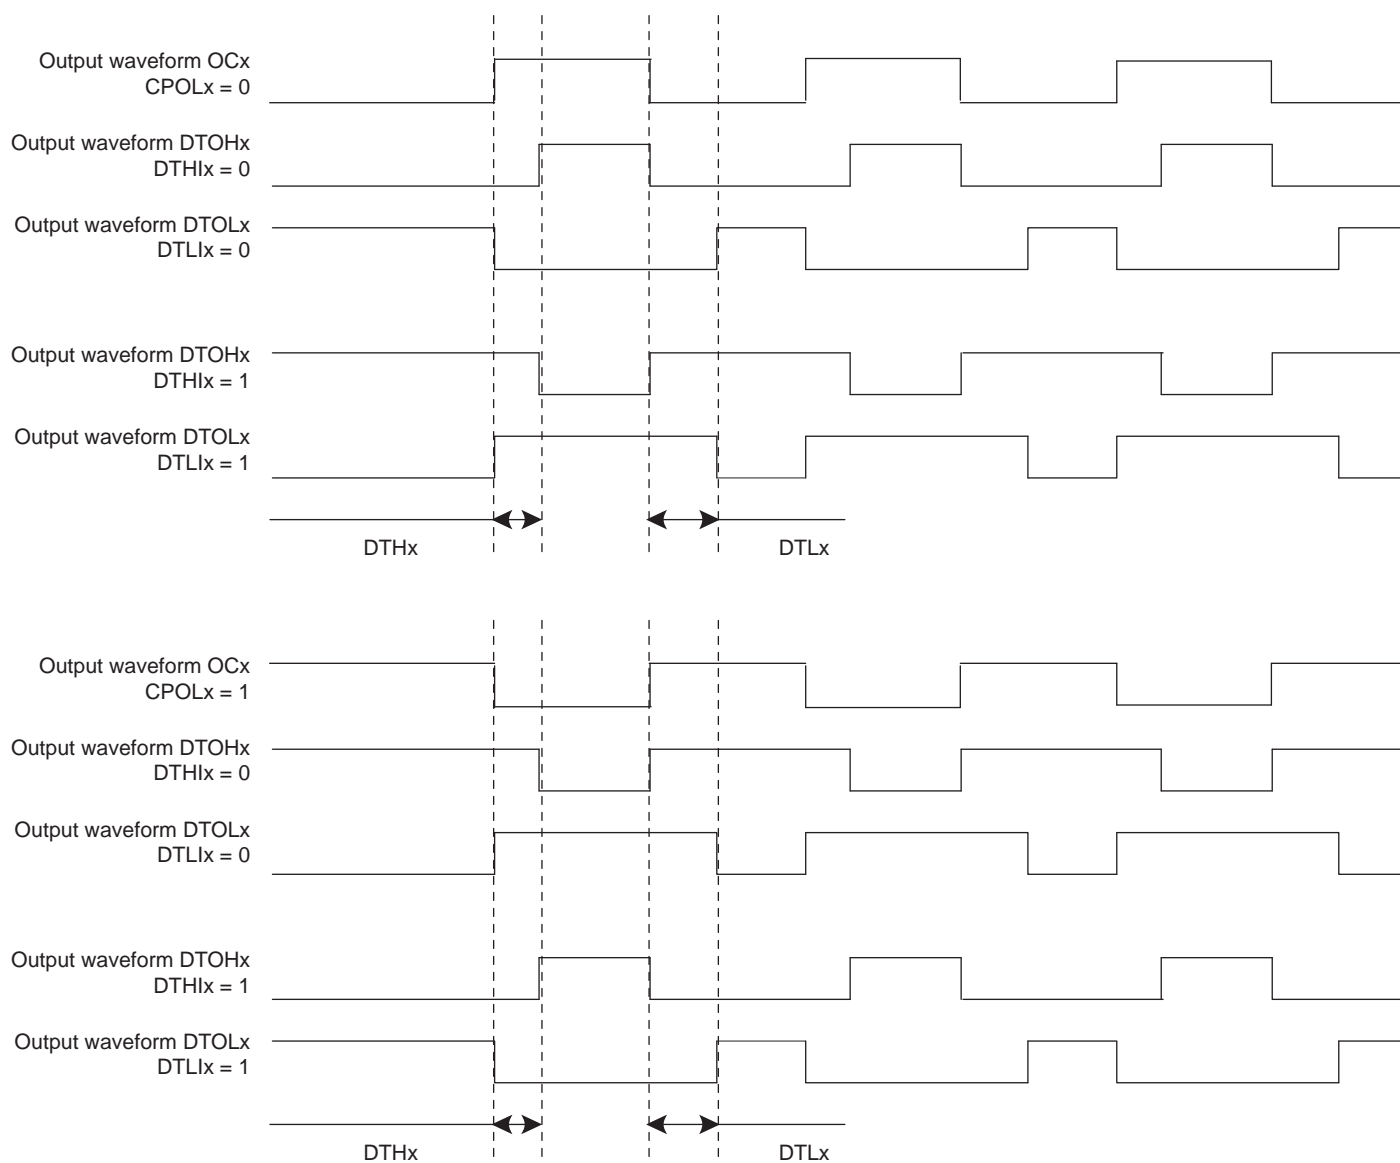 Output waveform OCx
CPOLx = 0
Output waveform DTOHx
DTHIx = 0
Output waveform DTOLx
DTLIx = 0
Output waveform DTOHx
DTHIx = 1
Output waveform DTOLx
DTLIx = 1
DTHx
DTLx
Output waveform OCx
CPOLx = 1
Output waveform DTOHx
DTHIx = 0
Output waveform DTOLx
DTLIx = 0
Output waveform DTOHx
DTHIx = 1
Output waveform DTOLx
DTLIx = 1
DTHx
DTLx